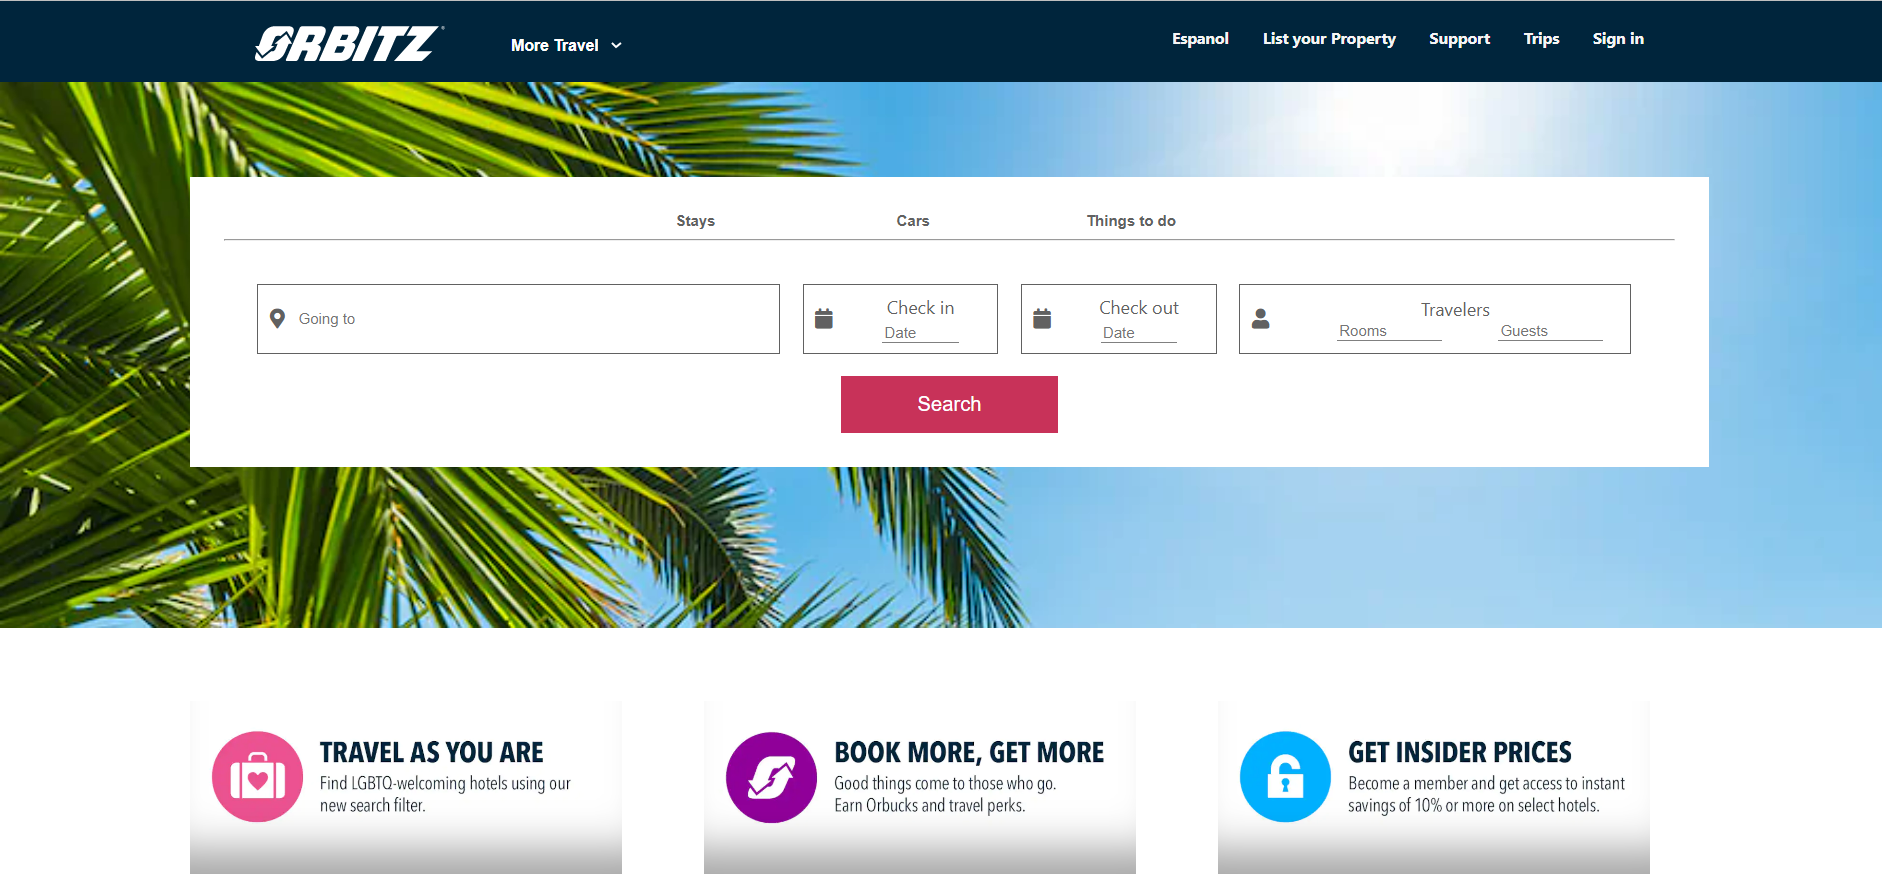 ORBITZ
More Travel
Espanol
List your Property
Support
Trips
Sign in
Stays
Cars
Things to do
Going to
Check in
Date
Check out
Date
Travelers
Rooms
Guests
Search
TRAVEL AS YOU ARE
Find LGBTQ-welcoming hotels using our
new search filter.
BOOK MORE, GET MORE
Good things come to those who go.
Earn Orbucks and travel perks.
GET INSIDER PRICES
Become a member and get access to instant
savings of 10% or more on select hotels.